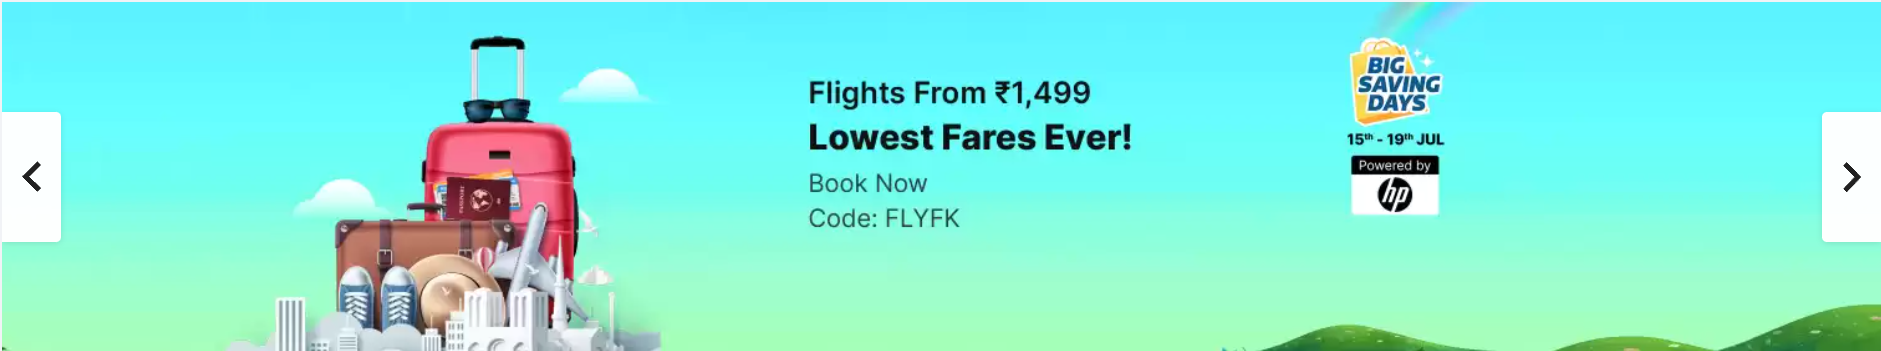 Flights From ₹1,499
Lowest Fares Ever!
Book Now
Code: FLYFK
BIG
SAVING
DAYS
15th - 19th JUL
Powered by
hp
PASSPORT